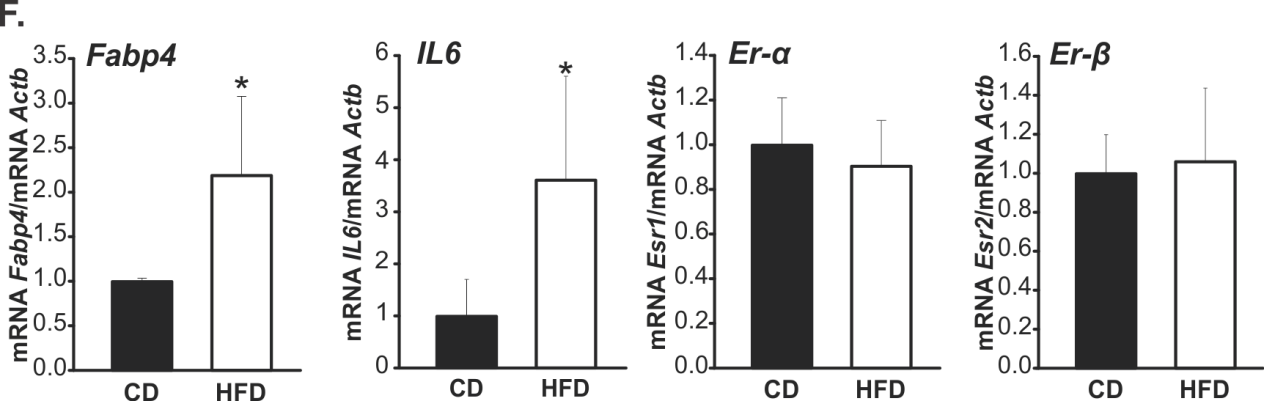 F.
Fabp4
mRNA Fabp4/mRNA Actb
3.5
3.0
2.5
2.0
1.5
1.0
0.5
0.0
*
CD HFD
IL6
mRNA IL6/mRNA Actb
6
5
4
3
2
1
0
*
CD HFD
Er-α
mRNA Esr1/mRNA Actb
1.4
1.2
1.0
0.8
0.6
0.4
0.2
0.0
CD HFD
Er-β
mRNA Esr2/mRNA Actb
1.6
1.4
1.2
1.0
0.8
0.6
0.4
0.2
0.0
CD HFD